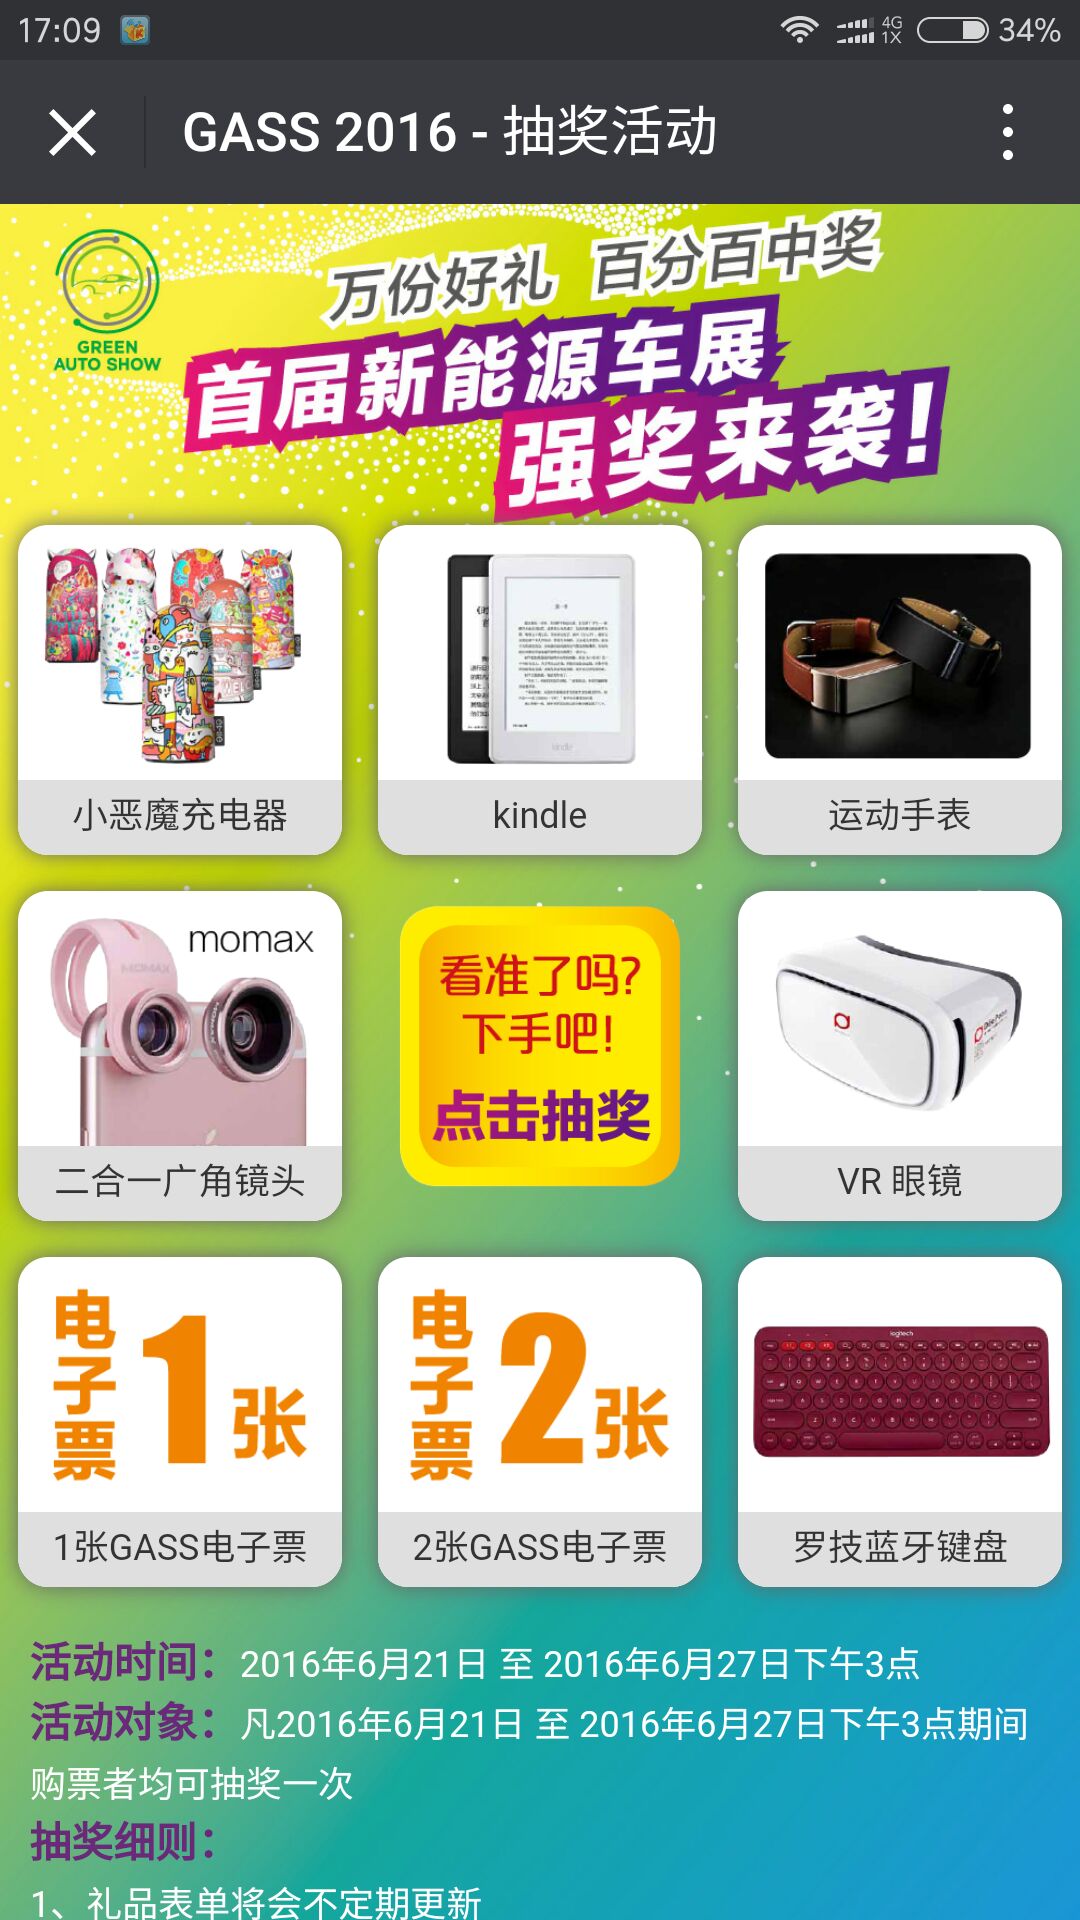 17:09
4G
1X
34%
GASS 2016 - 抽奖活动
GREEN
AUTO SHOW
万份好礼 百分百中奖
首届新能源车展
强奖来袭!
kindle
小恶魔充电器
kindle
运动手表
momax
看准了吗?
下手吧!
点击抽奖
二合一广角镜头
VR 眼镜
电子票1张
电子票2张
logitech
1张GASS电子票
2张GASS电子票
罗技蓝牙键盘
活动时间：2016年6月21日 至 2016年6月27日下午3点
活动对象：凡2016年6月21日 至 2016年6月27日下午3点期间
购票者均可抽奖一次
抽奖细则：
1、礼品表单将会不定期更新